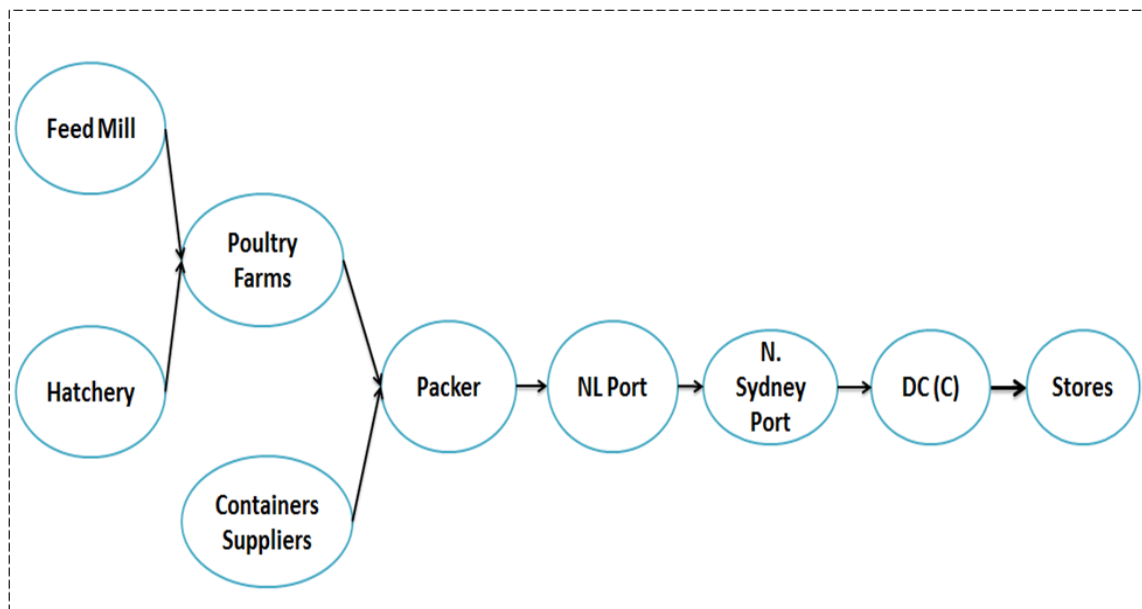 Feed Mill
Poultry
Farms
Hatchery
Containers
Suppliers
Packer
NL Port
N.
Sydney
Port
DC (C)
Stores